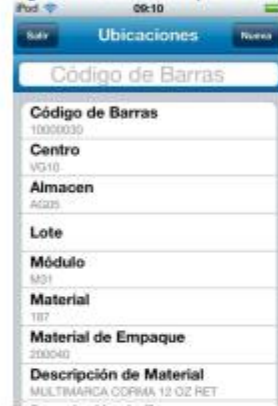 iPod 09:10
Salir Ubicaciones Nueva
Código de Barras
Código de Barras
10000030
Centro
VG10
Almacen
AG05
Lote
Módulo
M31
Material
187
Material de Empaque
200040
Descripción de Material
MULTIMARCA CORMA 12 OZ RET